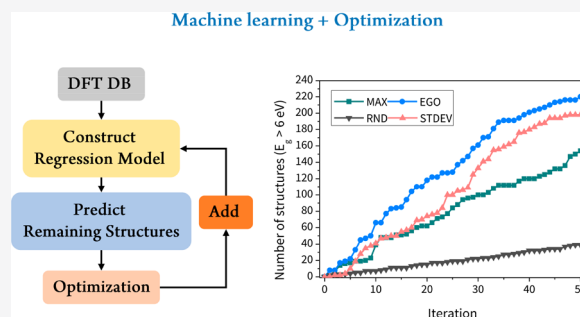 Machine learning + Optimization
DFT DB
Construct
Regression Model
Predict
Remaining Structures
Add
Optimization
Number of structures (E_g > 6 eV)
240
220
200
180
160
140
120
100
80
60
40
20
0
MAX EGO
RND STDEV
0 10 20 30 40 50
Iteration